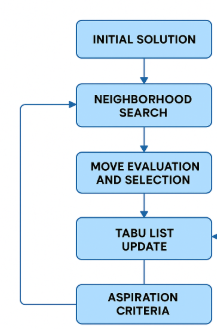 INITIAL SOLUTION
NEIGHBORHOOD
SEARCH
MOVE EVALUATION
AND SELECTION
TABU LIST
UPDATE
ASPIRATION
CRITERIA